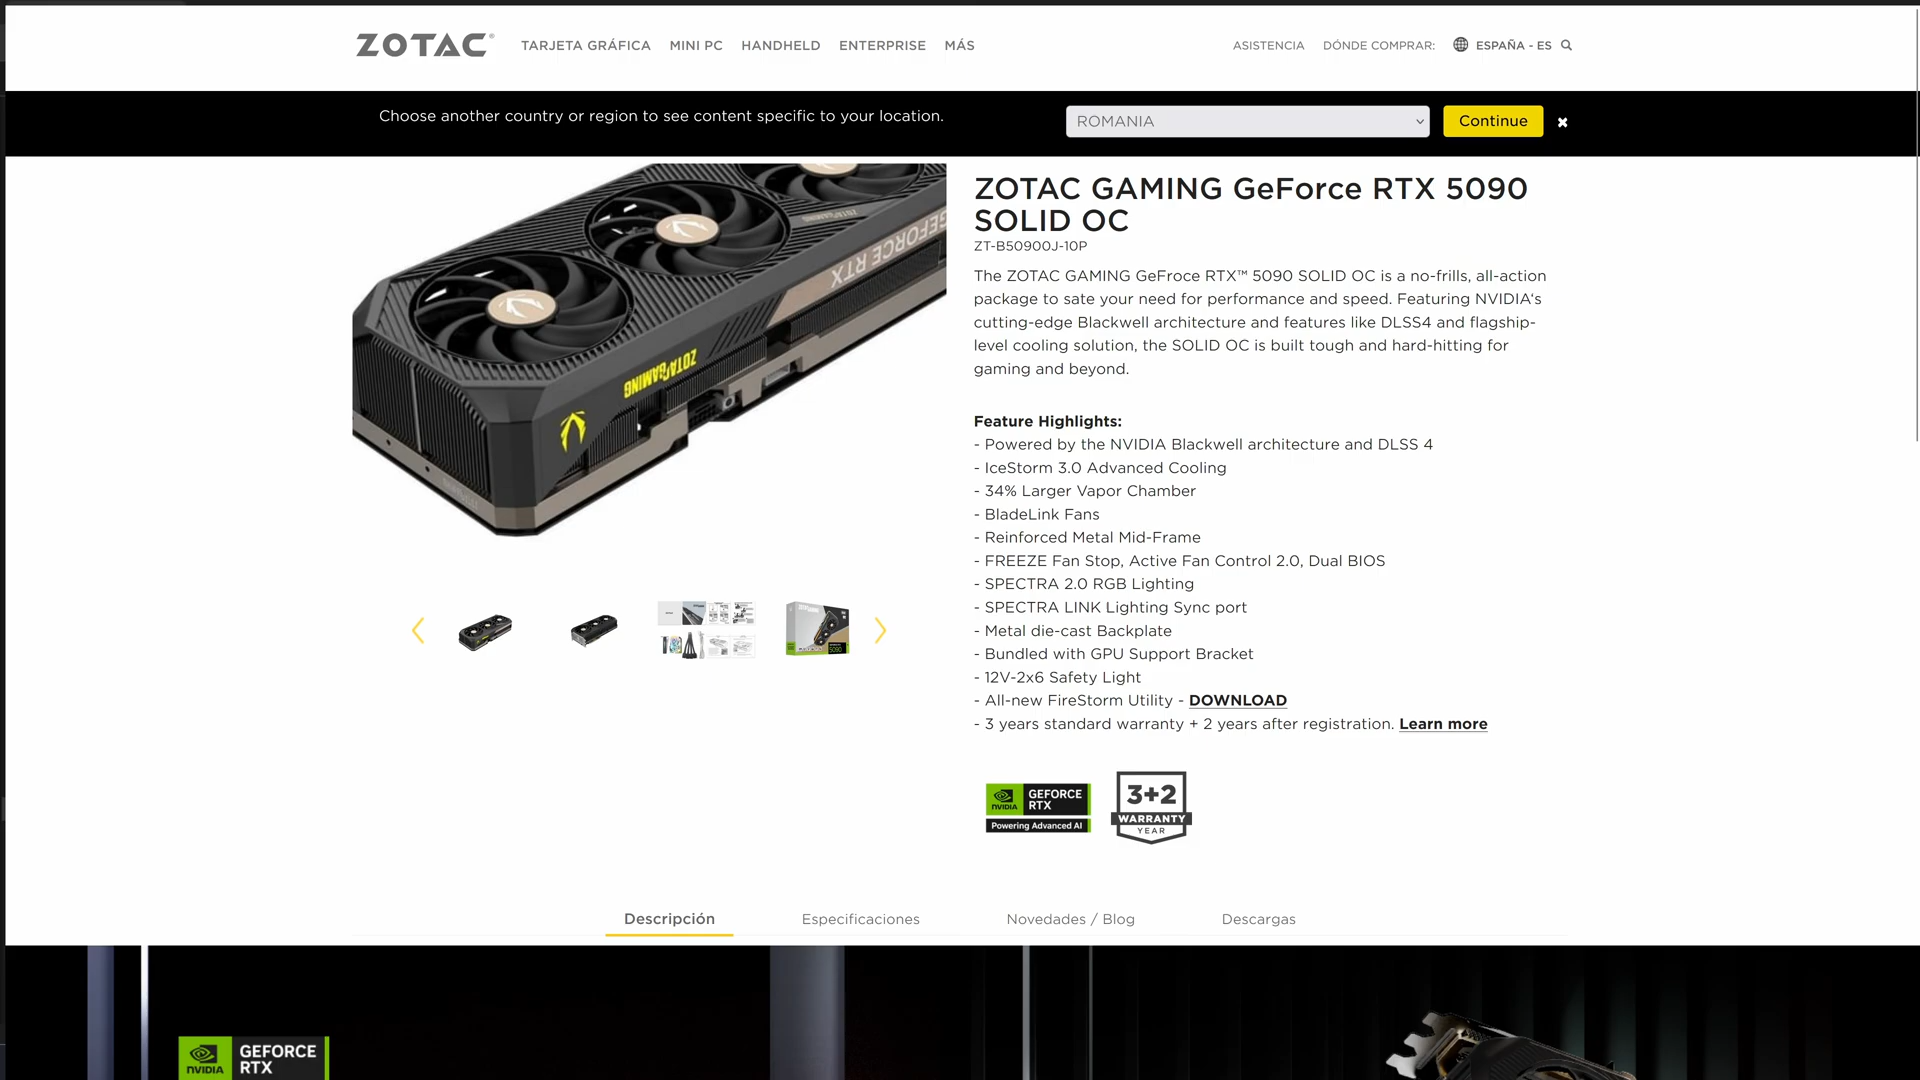 ZOTAC
TARJETA GRÁFICA MINI PC HANDHELD ENTERPRISE MÁS
ASISTENCIA DÓNDE COMPRAR: ESPAÑA - ES
Choose another country or region to see content specific to your location.
ROMANIA
Continue
GEFORCE RTX
ZOTAC GAMING
ZOTAC GAMING GeForce RTX 5090
SOLID OC
ZT-B50900J-10P
The ZOTAC GAMING GeFroce RTX™ 5090 SOLID OC is a no-frills, all-action
package to sate your need for performance and speed. Featuring NVIDIA's
cutting-edge Blackwell architecture and features like DLSS4 and flagship-
level cooling solution, the SOLID OC is built tough and hard-hitting for
gaming and beyond.
Feature Highlights:
- Powered by the NVIDIA Blackwell architecture and DLSS 4
- IceStorm 3.0 Advanced Cooling
- 34% Larger Vapor Chamber
- BladeLink Fans
- Reinforced Metal Mid-Frame
- FREEZE Fan Stop, Active Fan Control 2.0, Dual BIOS
- SPECTRA 2.0 RGB Lighting
- SPECTRA LINK Lighting Sync port
- Metal die-cast Backplate
- Bundled with GPU Support Bracket
- 12V-2x6 Safety Light
- All-new FireStorm Utility - DOWNLOAD
- 3 years standard warranty + 2 years after registration. Learn more
NVIDIA
GEFORCE
RTX
Powering Advanced AI
3+2
WARRANTY
YEAR
Descripción Especificaciones Novedades / Blog Descargas
NVIDIA
GEFORCE
RTX